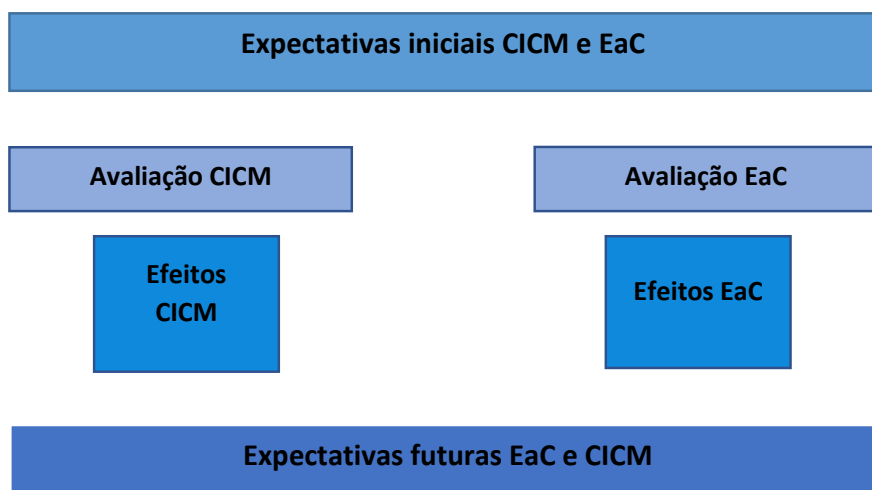 Expectativas iniciais CICM e EaC
Avaliação CICM
Avaliação EaC
Efeitos
CICM
Efeitos EaC
Expectativas futuras EaC e CICM